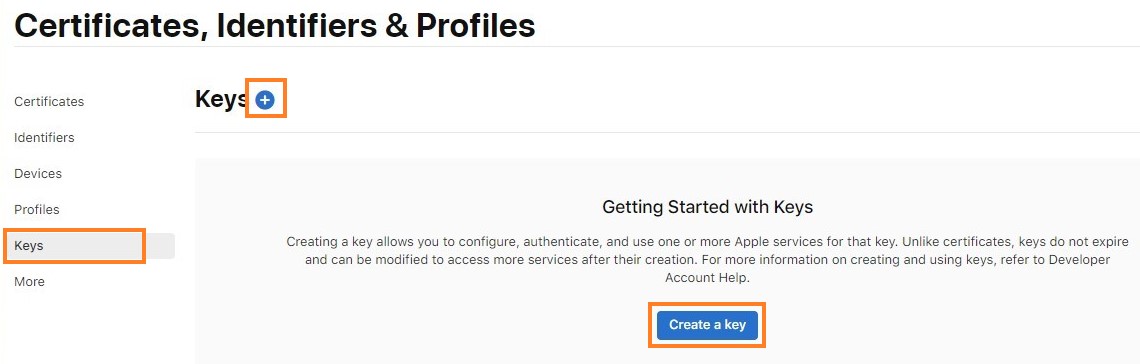 Certificates, Identifiers & Profiles
Certificates
Identifiers
Devices
Profiles
Keys
More
Keys
Getting Started with Keys
Creating a key allows you to configure, authenticate, and use one or more Apple services for that key. Unlike certificates, keys do not expire
and can be modified to access more services after their creation. For more information on creating and using keys, refer to Developer
Account Help.
Create a key